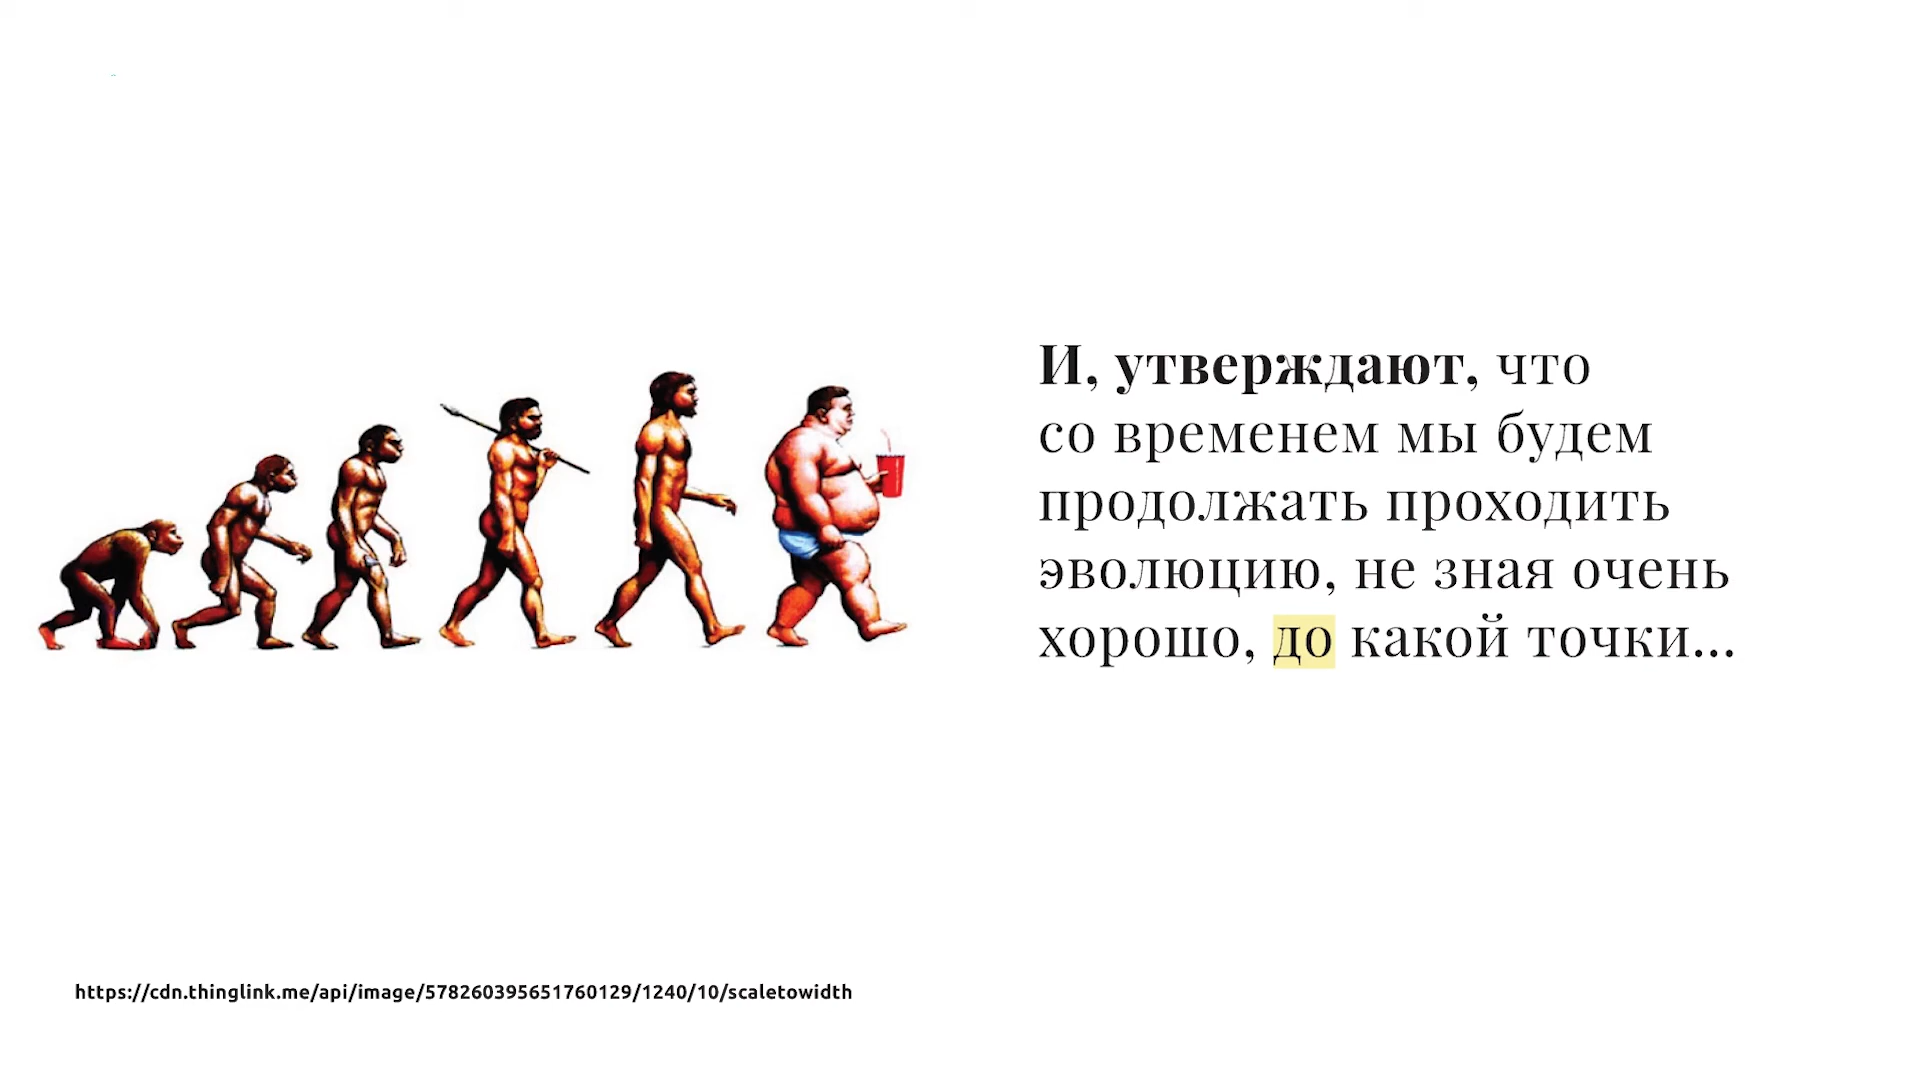 И, утверждают, что
со временем мы будем
продолжать проходить
эволюцию, не зная очень
хорошо, до какой точки...
https://cdn.thinglink.me/api/image/578260395651760129/1240/10/scaletowidth